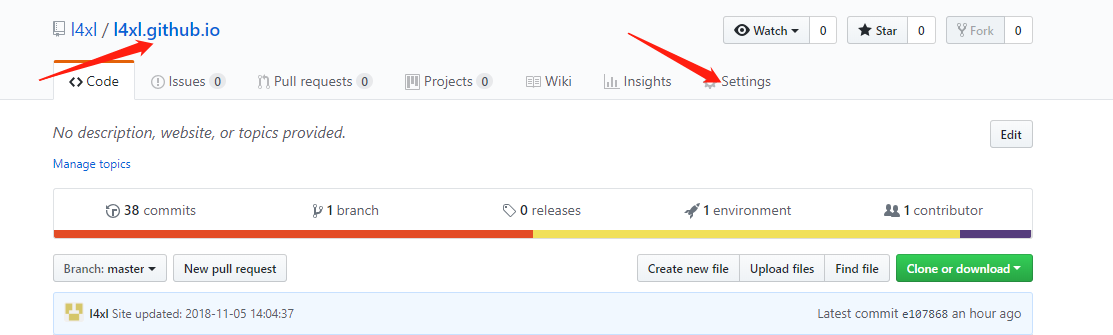 l4xl / l4xl.github.io Watch 0 Star 0 Fork 0
Code Issues 0 Pull requests 0 Projects 0 Wiki Insights Settings
No description, website, or topics provided. Edit
Manage topics
38 commits 1 branch 0 releases 1 environment 1 contributor
Branch: master New pull request Create new file Upload files Find file Clone or download
l4xl Site updated: 2018-11-05 14:04:37 Latest commit e107868 an hour ago